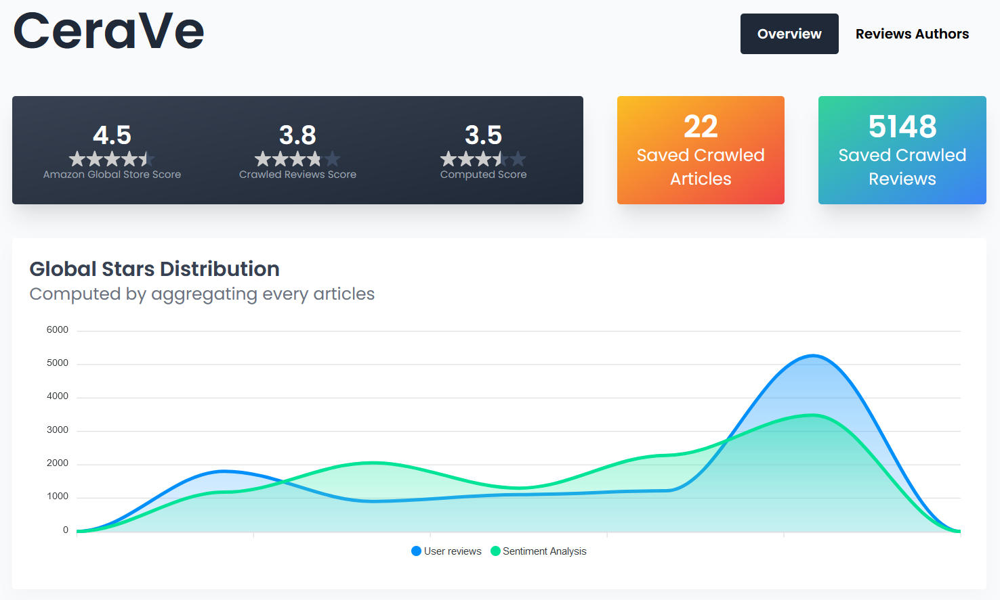 CeraVe
Overview
Reviews Authors
4.5
Amazon Global Store Score
3.8
Crawled Reviews Score
3.5
Computed Score
22
Saved Crawled
Articles
5148
Saved Crawled
Reviews
Global Stars Distribution
Computed by aggregating every articles
6000
5000
4000
3000
2000
1000
0
User reviews
Sentiment Analysis